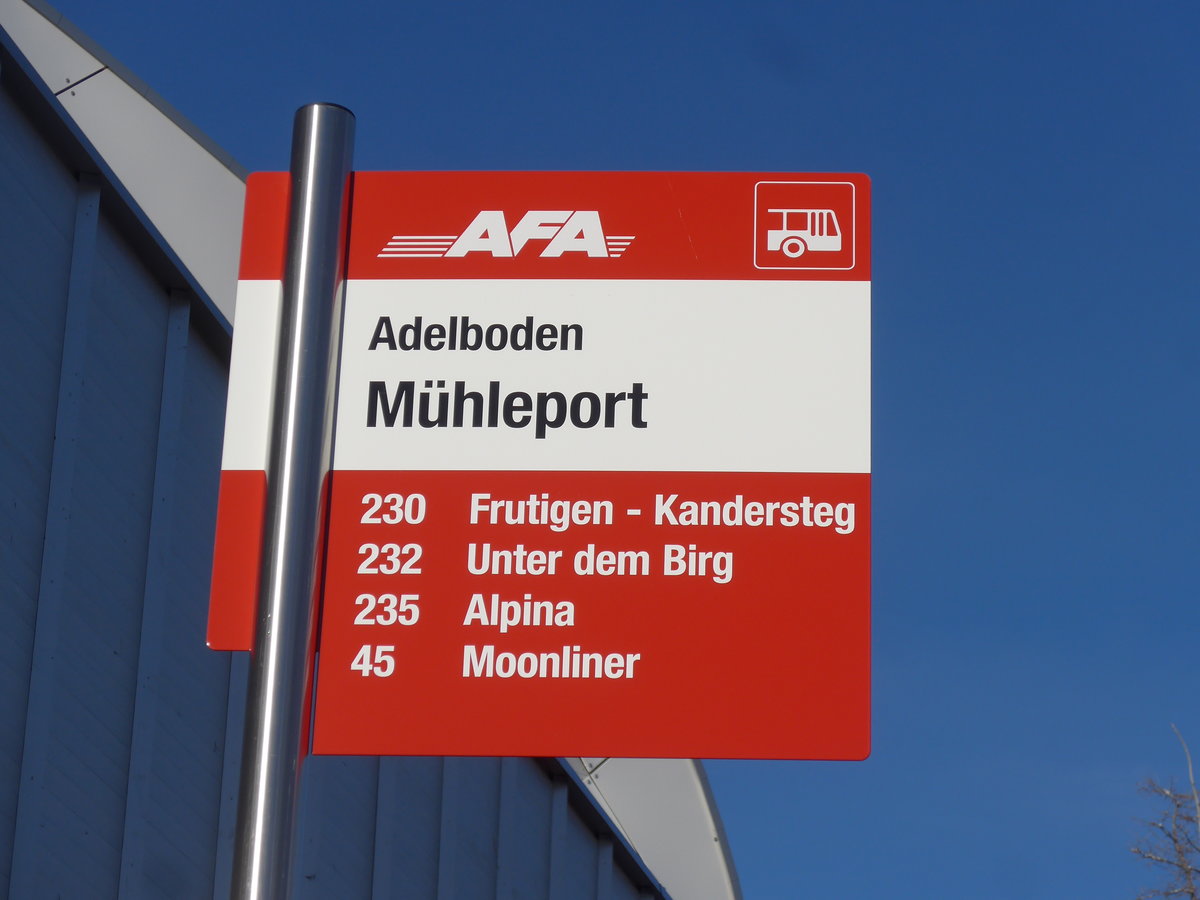 AFA
Adelboden
Mühleport
230 Frutigen - Kandersteg
232 Unter dem Birg
235 Alpina
45 Moonliner